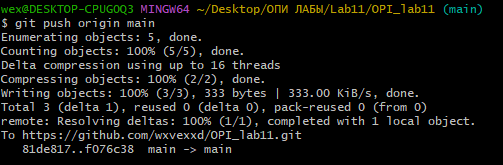 wex@DESKTOP-CPUGOQ3 MINGW64 ~/Desktop/ОПИ ЛАБЫ/Lab11/OPI_lab11 (main)
$ git push origin main
Enumerating objects: 5, done.
Counting objects: 100% (5/5), done.
Delta compression using up to 16 threads
Compressing objects: 100% (2/2), done.
Writing objects: 100% (3/3), 333 bytes | 333.00 KiB/s, done.
Total 3 (delta 1), reused 0 (delta 0), pack-reused 0 (from 0)
remote: Resolving deltas: 100% (1/1), completed with 1 local object.
To https://github.com/wxvexxd/OPI_lab11.git
   81de817..f076c38  main -> main